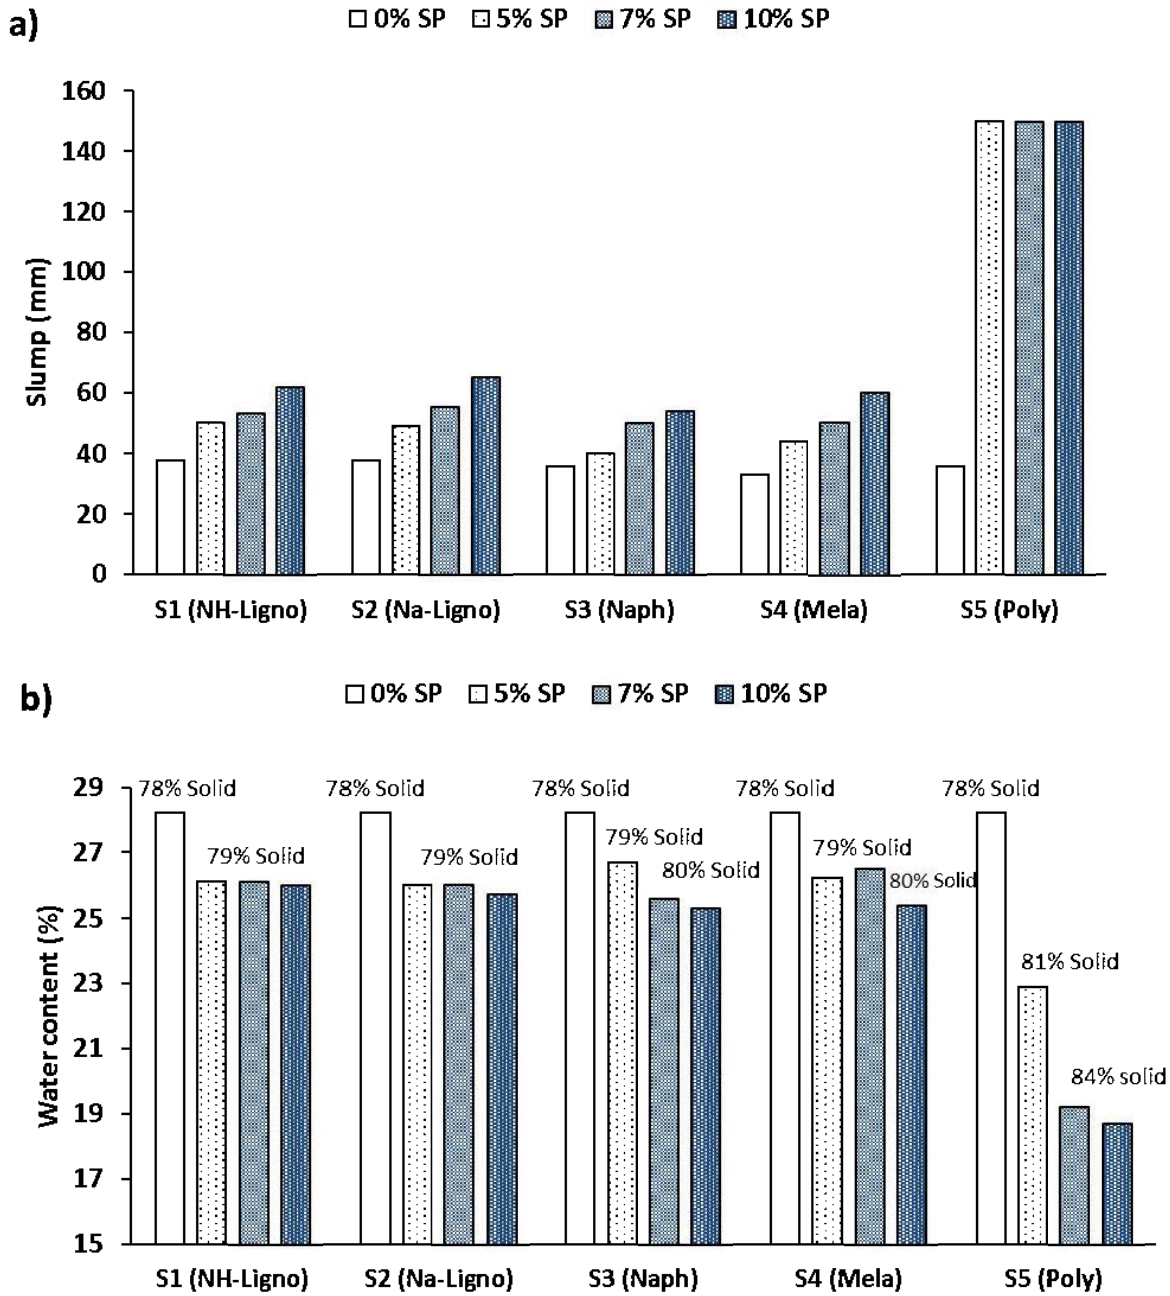 a)
0% SP 5% SP 7% SP 10% SP
160
140
120
100
80
60
40
20
0
Slump (mm)
S1 (NH-Ligno) S2 (Na-Ligno) S3 (Naph) S4 (Mela) S5 (Poly)
b)
0% SP 5% SP 7% SP 10% SP
29
27
25
23
21
19
17
15
Water content (%)
78% Solid 78% Solid 78% Solid 78% Solid 78% Solid
79% Solid 79% Solid 79% Solid 79% Solid
80% Solid 80% Solid
81% Solid
84% solid
S1 (NH-Ligno) S2 (Na-Ligno) S3 (Naph) S4 (Mela) S5 (Poly)